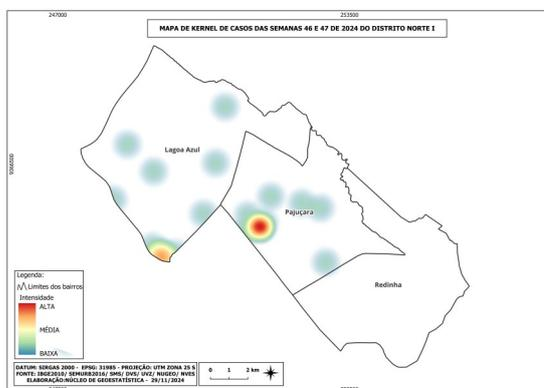 247000
253500
MAPA DE KERNEL DE CASOS DAS SEMANAS 46 E 47 DE 2024 DO DISTRITO NORTE I
9366500
Lagoa Azul
Pajuçara
Redinha
Legenda:
Limites dos bairros
Intensidade
ALTA
MÉDIA
BAIXA
DATUM: SIRGAS 2000 - EPSG: 31985 - PROJEÇÃO: UTM ZONA 25 S
FONTE: IBGE2010/ SEMURB2016/ SMS/ DVS/ UVZ/ NUGEO/ NVES
ELABORAÇÃO:NÚCLEO DE GEOESTATÍSTICA - 29/11/2024
0 1 2 km